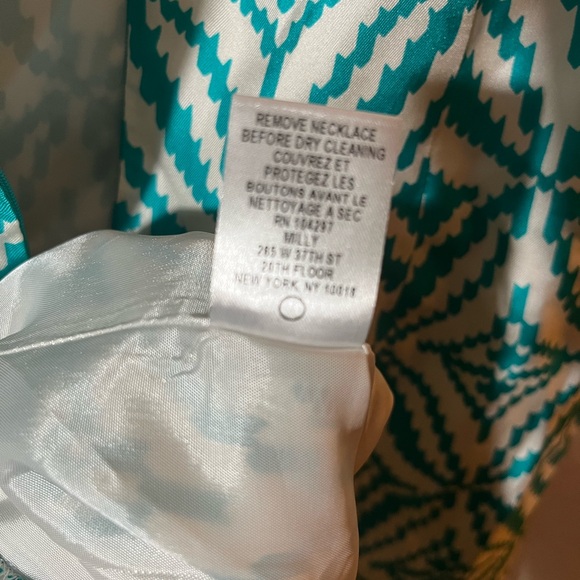 REMOVE NECKLACE
BEFORE DRY CLEANING
COUVREZ ET
PROTEGEZ LES
BOUTONS AVANT LE
NETTOYAGE A SEC
RN 104297
MILLY
265 W 37TH ST
20TH FLOOR
NEW YORK, NY 10018